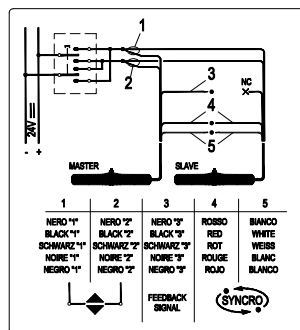 1
2
3
NC
4
5
24V
- +
MASTER
SLAVE
1 2 3 4 5
NERO "1" NERO "2" NERO "3" ROSSO BIANCO
BLACK "1" BLACK "2" BLACK "3" RED WHITE
SCHWARZ "1" SCHWARZ "2" SCHWARZ "3" ROT WEISS
NOIRE "1" NOIRE "2" NOIRE "3" ROUGE BLANC
NEGRO "1" NEGRO "2" NEGRO "3" ROJO BLANCO
FEEDBACK
SIGNAL
SYNCRO